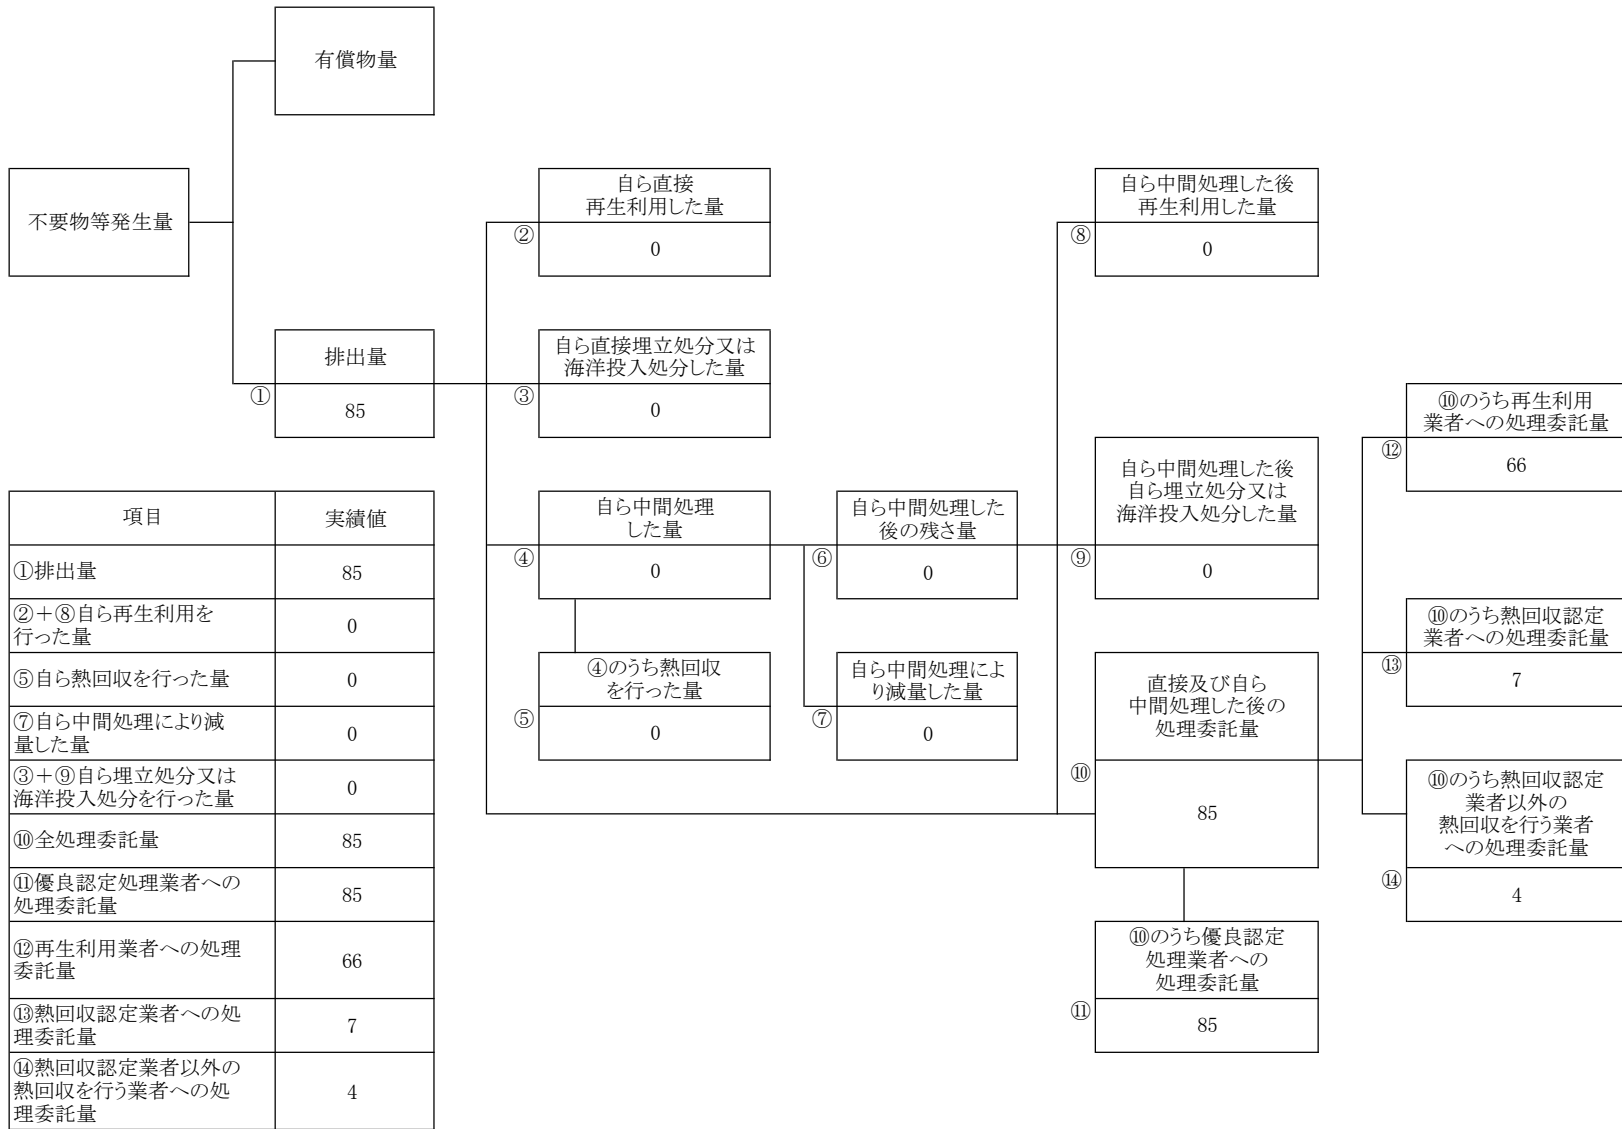 有償物量
不要物等発生量
自ら直接
再生利用した量
②
0
自ら中間処理した後
再生利用した量
⑧
0
排出量
①
85
自ら直接埋立処分又は
海洋投入処分した量
③
0
⑩のうち再生利用
業者への処理委託量
⑫
66
自ら中間処理
した量
④
0
自ら中間処理した
後の残さ量
⑥
0
自ら中間処理した後
自ら埋立処分又は
海洋投入処分した量
⑨
0
⑩のうち熱回収認定
業者への処理委託量
⑬
7
④のうち熱回収
を行った量
⑤
0
自ら中間処理によ
り減量した量
⑦
0
直接及び自ら
中間処理した後の
処理委託量
⑩
85
⑩のうち熱回収認定
業者以外の
熱回収を行う業者
への処理委託量
⑭
4
⑩のうち優良認定
処理業者への
処理委託量
⑪
85
項目 実績値
①排出量 85
②＋⑧自ら再生利用を
行った量 0
⑤自ら熱回収を行った量 0
⑦自ら中間処理により減
量した量 0
③＋⑨自ら埋立処分又は
海洋投入処分を行った量 0
⑩全処理委託量 85
⑪優良認定処理業者への
処理委託量 85
⑫再生利用業者への処理
委託量 66
⑬熱回収認定業者への処
理委託量 7
⑭熱回収認定業者以外の
熱回収を行う業者への処
理委託量 4